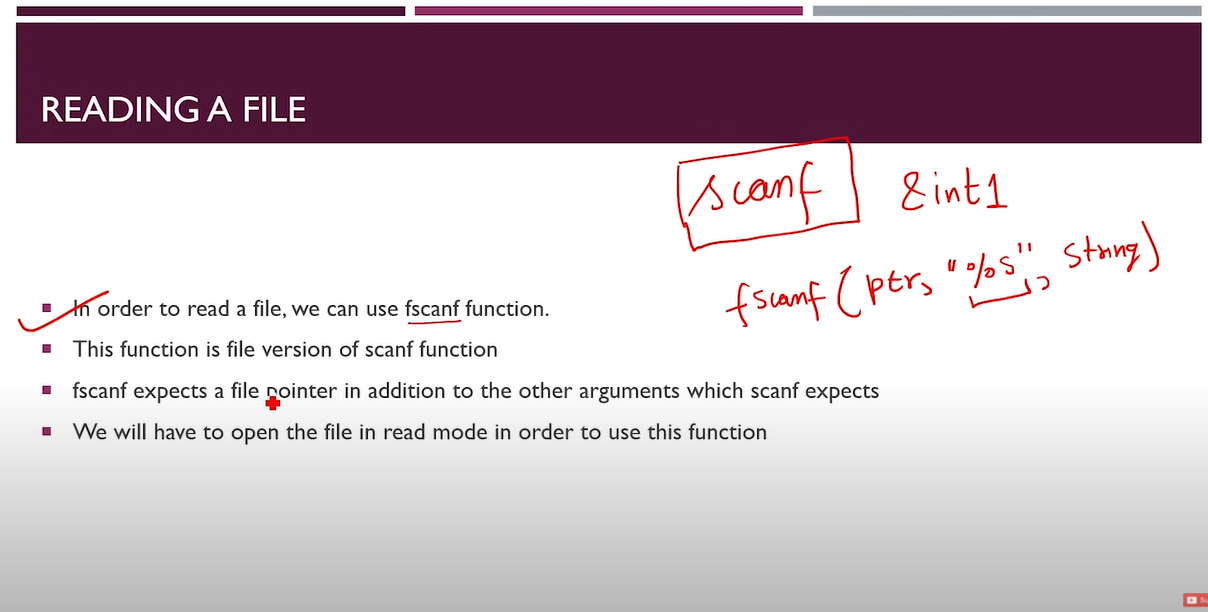 READING A FILE
scanf &int1
fscanf(ptr, "%s", string)
In order to read a file, we can use fscanf function.
This function is file version of scanf function
fscanf expects a file pointer in addition to the other arguments which scanf expects
We will have to open the file in read mode in order to use this function